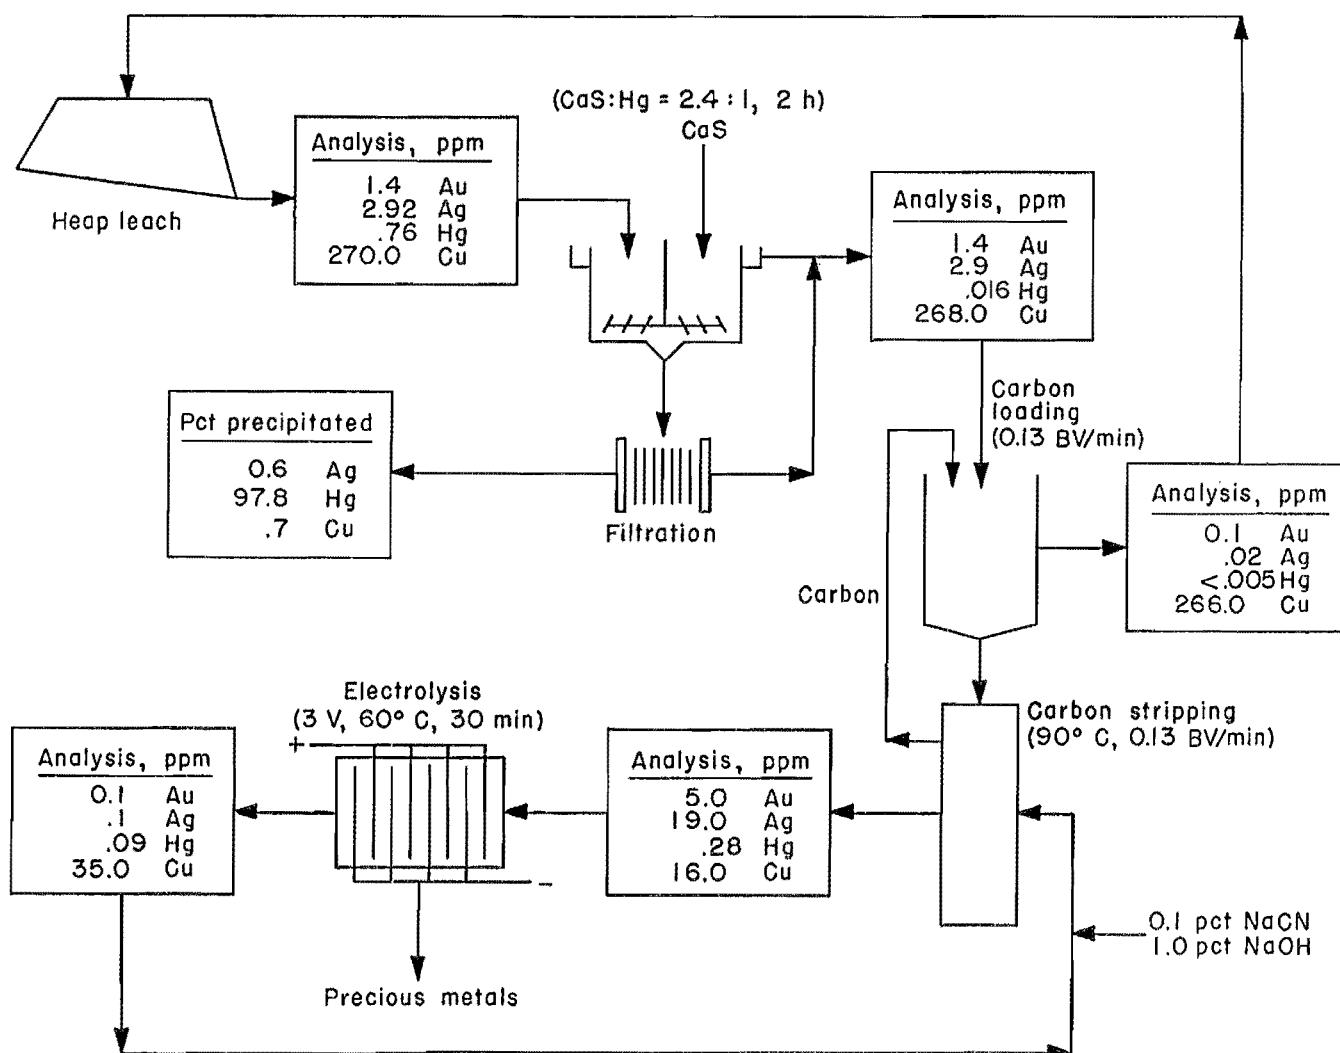 (CaS:Hg = 2.4 : 1, 2 h)
CaS
Analysis, ppm
1.4 Au
2.92 Ag
.76 Hg
270.0 Cu
Heap leach
Analysis, ppm
1.4 Au
2.9 Ag
.016 Hg
268.0 Cu
Pct precipitated
0.6 Ag
97.8 Hg
.7 Cu
Filtration
Carbon
loading
(0.13 BV/min)
Analysis, ppm
0.1 Au
.02 Ag
<.005 Hg
266.0 Cu
Carbon
Electrolysis
(3 V, 60° C, 30 min)
+
−
Precious metals
Analysis, ppm
0.1 Au
.1 Ag
.09 Hg
35.0 Cu
Analysis, ppm
5.0 Au
19.0 Ag
.28 Hg
16.0 Cu
Carbon stripping
(90° C, 0.13 BV/min)
0.1 pct NaCN
1.0 pct NaOH